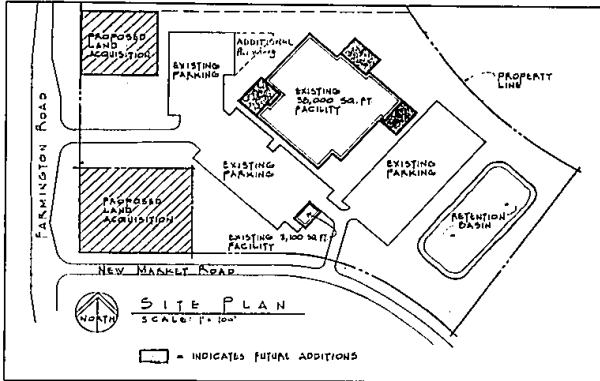 PROPOSED
LAND
ACQUISITION
EXISTING
PARKING
ADDITIONAL
PARKING
EXISTING
38,000 SQ. FT
FACILITY
PROPERTY
LINE
FARMINGTON ROAD
EXISTING
PARKING
EXISTING
PARKING
PROPOSED
LAND
ACQUISITION
EXISTING 3,100 SQ. FT.
FACILITY
RETENTION
BASIN
NEW MARKET ROAD
NORTH
SITE PLAN
SCALE: 1" = 100'
= INDICATES FUTURE ADDITIONS